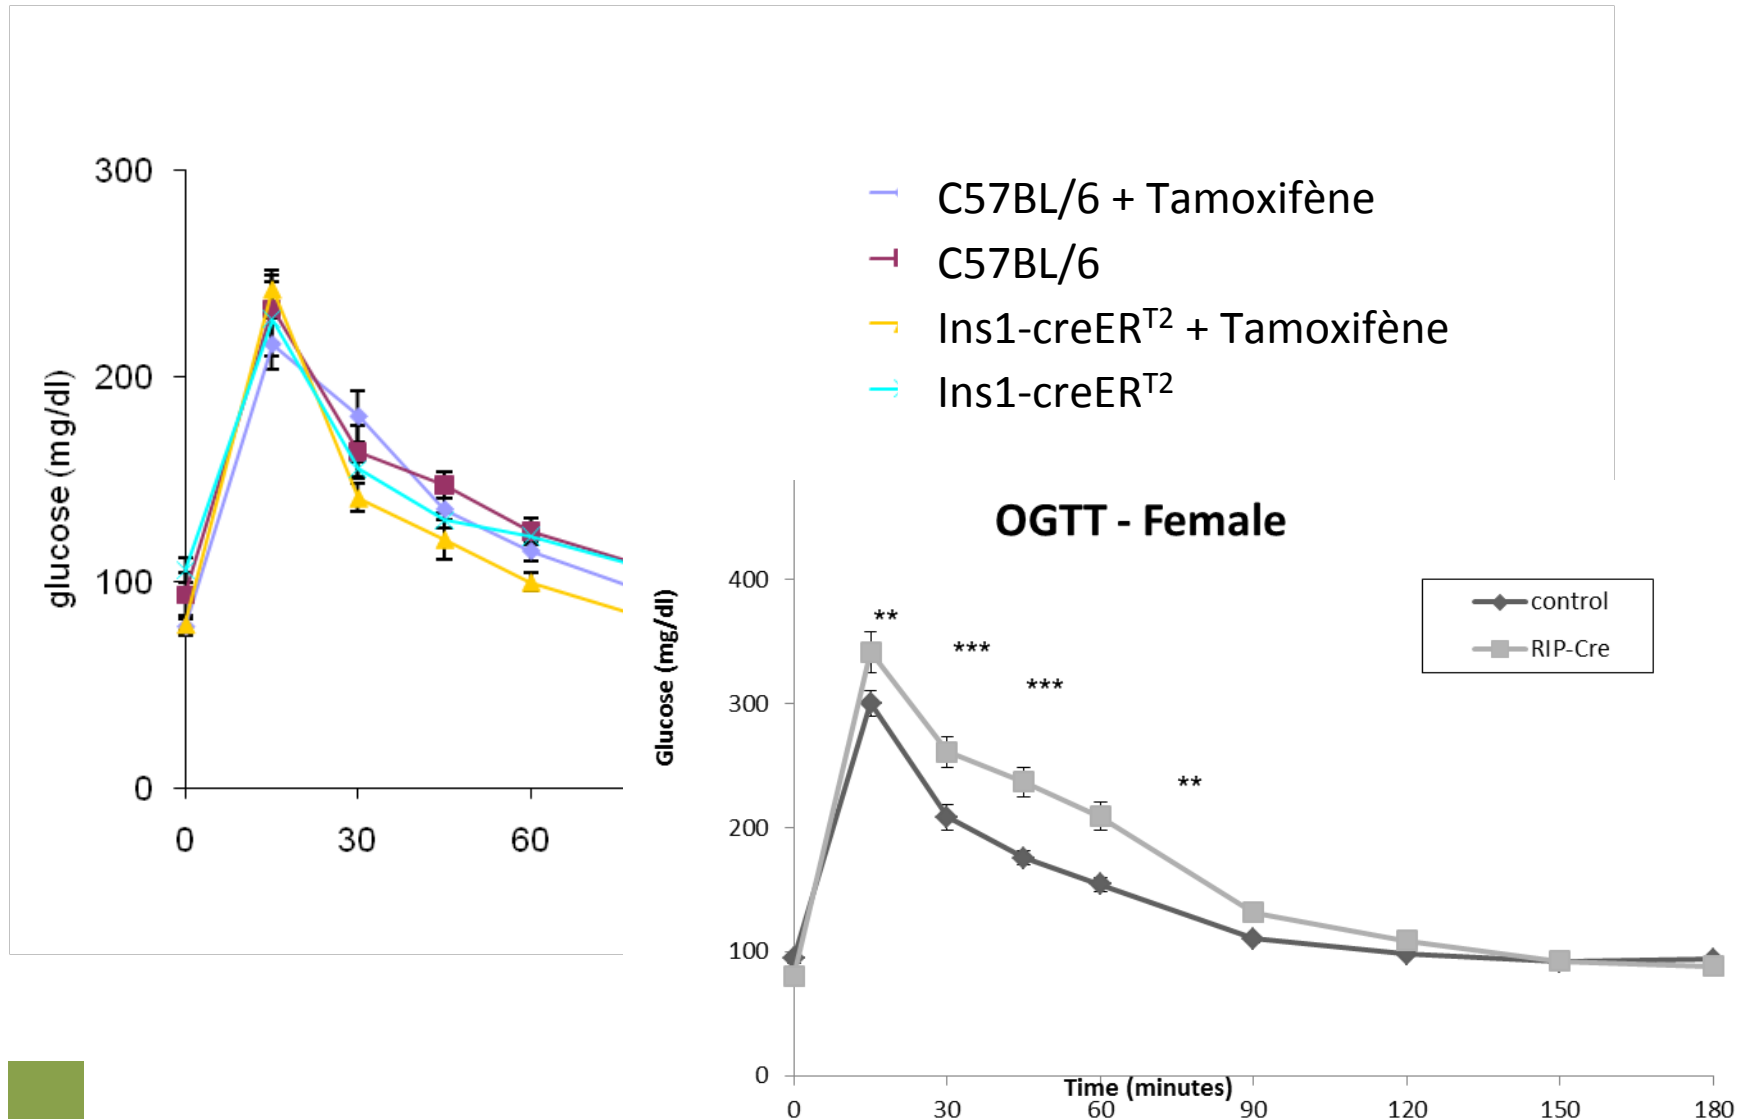 300
200
100
0
glucose (mg/dl)
0 30 60
C57BL/6 + Tamoxifène
C57BL/6
Ins1-creERᵀ² + Tamoxifène
Ins1-creERᵀ²
OGTT - Female
400
300
200
100
0
Glucose (mg/dl)
control
RIP-Cre
**
***
***
**
Time (minutes)
0 30 60 90 120 150 180